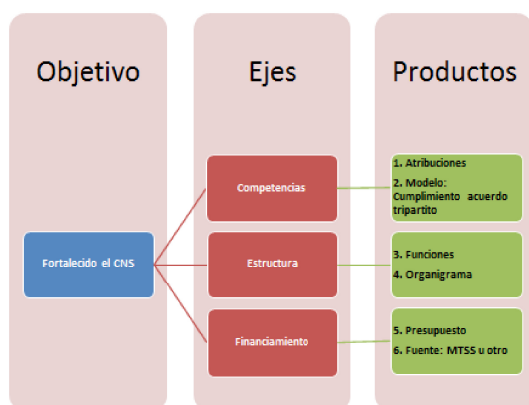 Objetivo
Ejes
Productos
Fortalecido el CNS
Competencias
Estructura
Financiamiento
1. Atribuciones
2. Modelo:
Cumplimiento acuerdo
tripartito
3. Funciones
4. Organigrama
5. Presupuesto
6. Fuente: MTSS u otro